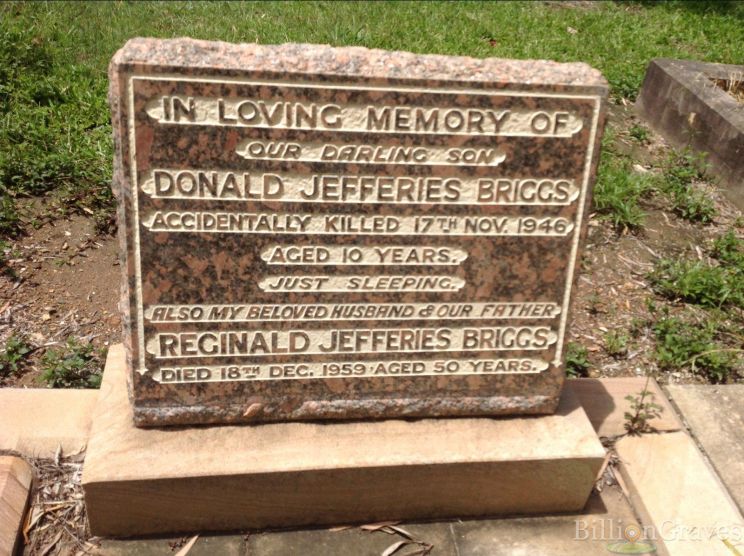 IN LOVING MEMORY OF
OUR DARLING SON
DONALD JEFFERIES BRIGGS
ACCIDENTALLY KILLED 17TH NOV. 1946
AGED 10 YEARS.
JUST SLEEPING.
ALSO MY BELOVED HUSBAND & OUR FATHER
REGINALD JEFFERIES BRIGGS
DIED 18TH DEC. 1959 · AGED 50 YEARS.
BillionGraves